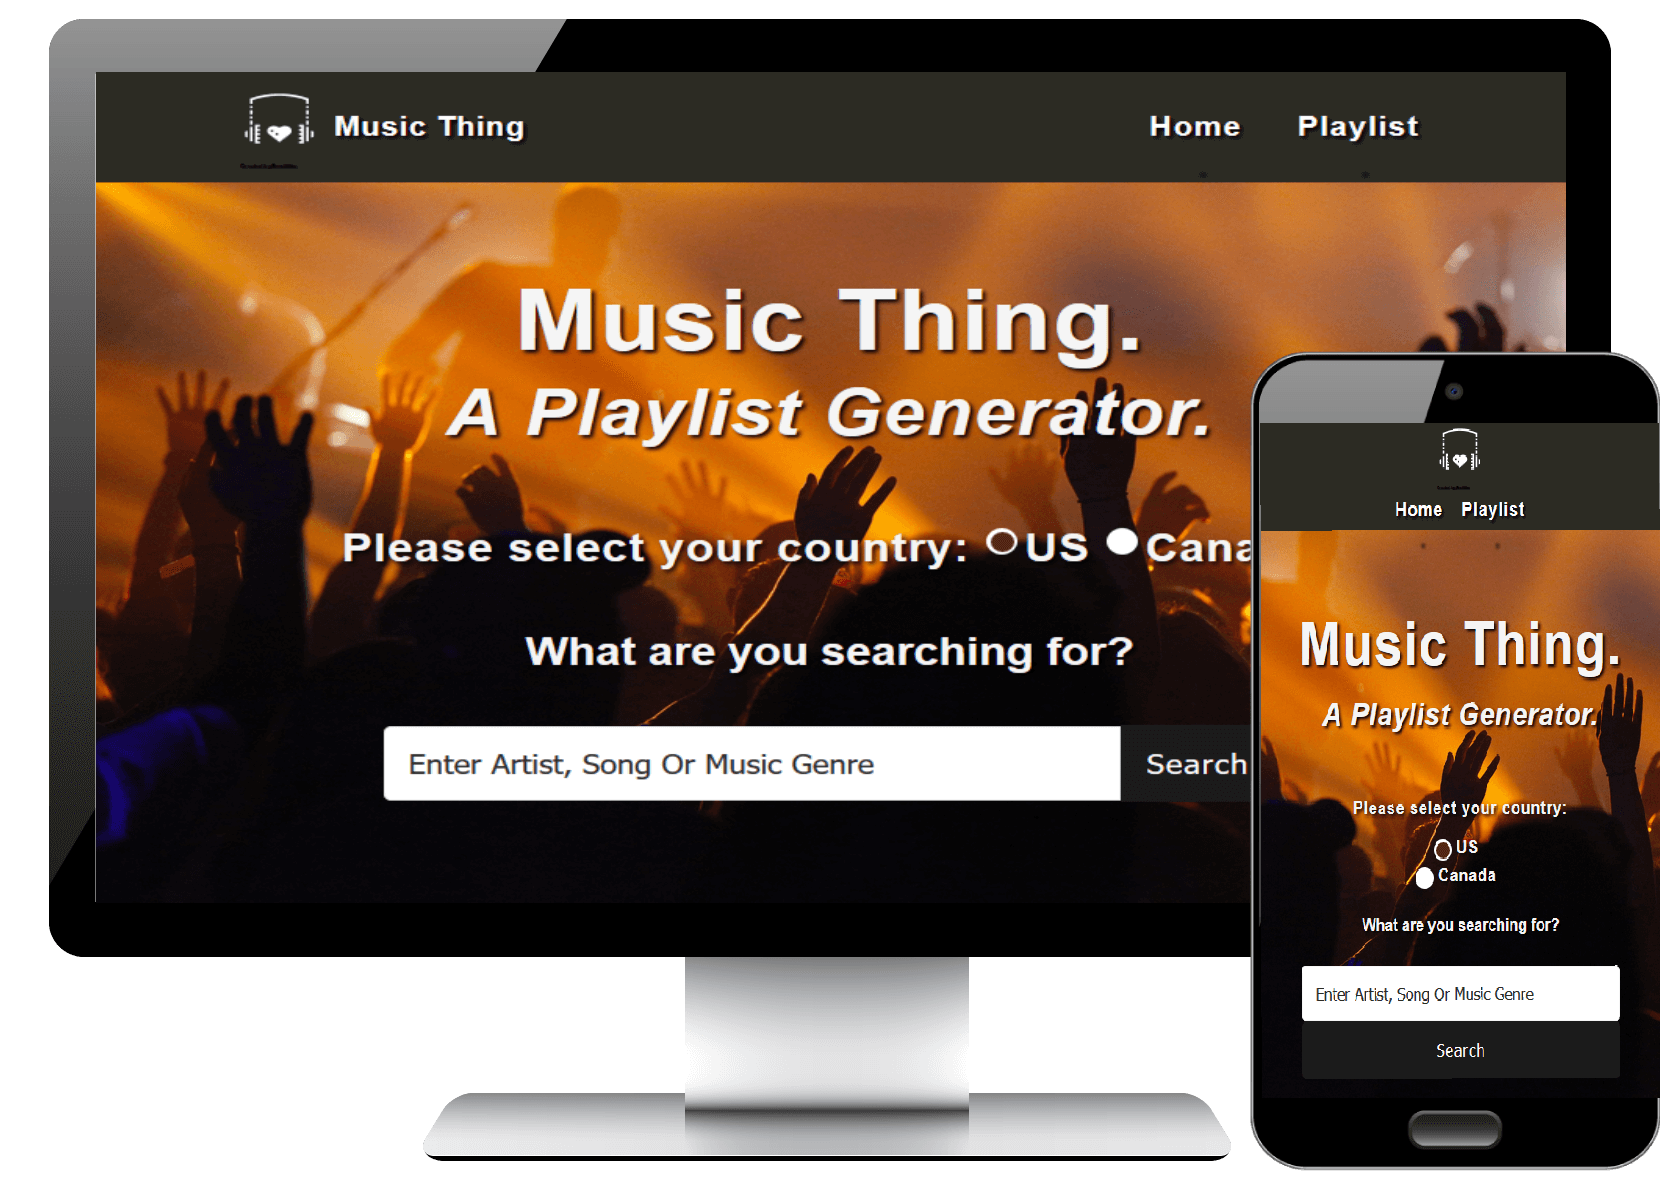 Music Thing
Home Playlist
Music Thing.
A Playlist Generator.
Please select your country: US Cana
What are you searching for?
Enter Artist, Song Or Music Genre
Search
Home Playlist
Music Thing.
A Playlist Generator.
Please select your country:
US
Canada
What are you searching for?
Enter Artist, Song Or Music Genre
Search